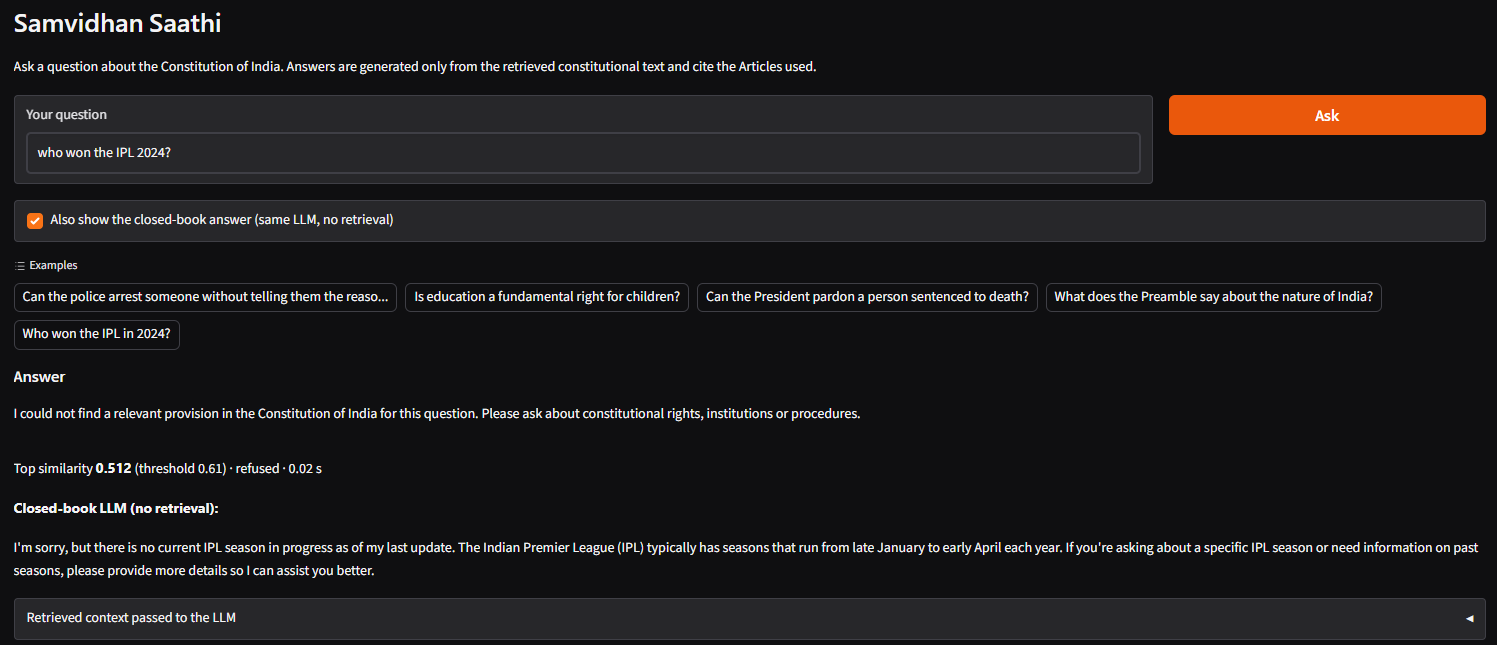 Samvidhan Saathi
Ask a question about the Constitution of India. Answers are generated only from the retrieved constitutional text and cite the Articles used.
Your question
who won the IPL 2024?
Ask
Also show the closed-book answer (same LLM, no retrieval)
Examples
Can the police arrest someone without telling them the reaso...
Is education a fundamental right for children?
Can the President pardon a person sentenced to death?
What does the Preamble say about the nature of India?
Who won the IPL in 2024?
Answer
I could not find a relevant provision in the Constitution of India for this question. Please ask about constitutional rights, institutions or procedures.
Top similarity 0.512 (threshold 0.61) · refused · 0.02 s
Closed-book LLM (no retrieval):
I'm sorry, but there is no current IPL season in progress as of my last update. The Indian Premier League (IPL) typically has seasons that run from late January to early April each year. If you're asking about a specific IPL season or need information on past
seasons, please provide more details so I can assist you better.
Retrieved context passed to the LLM